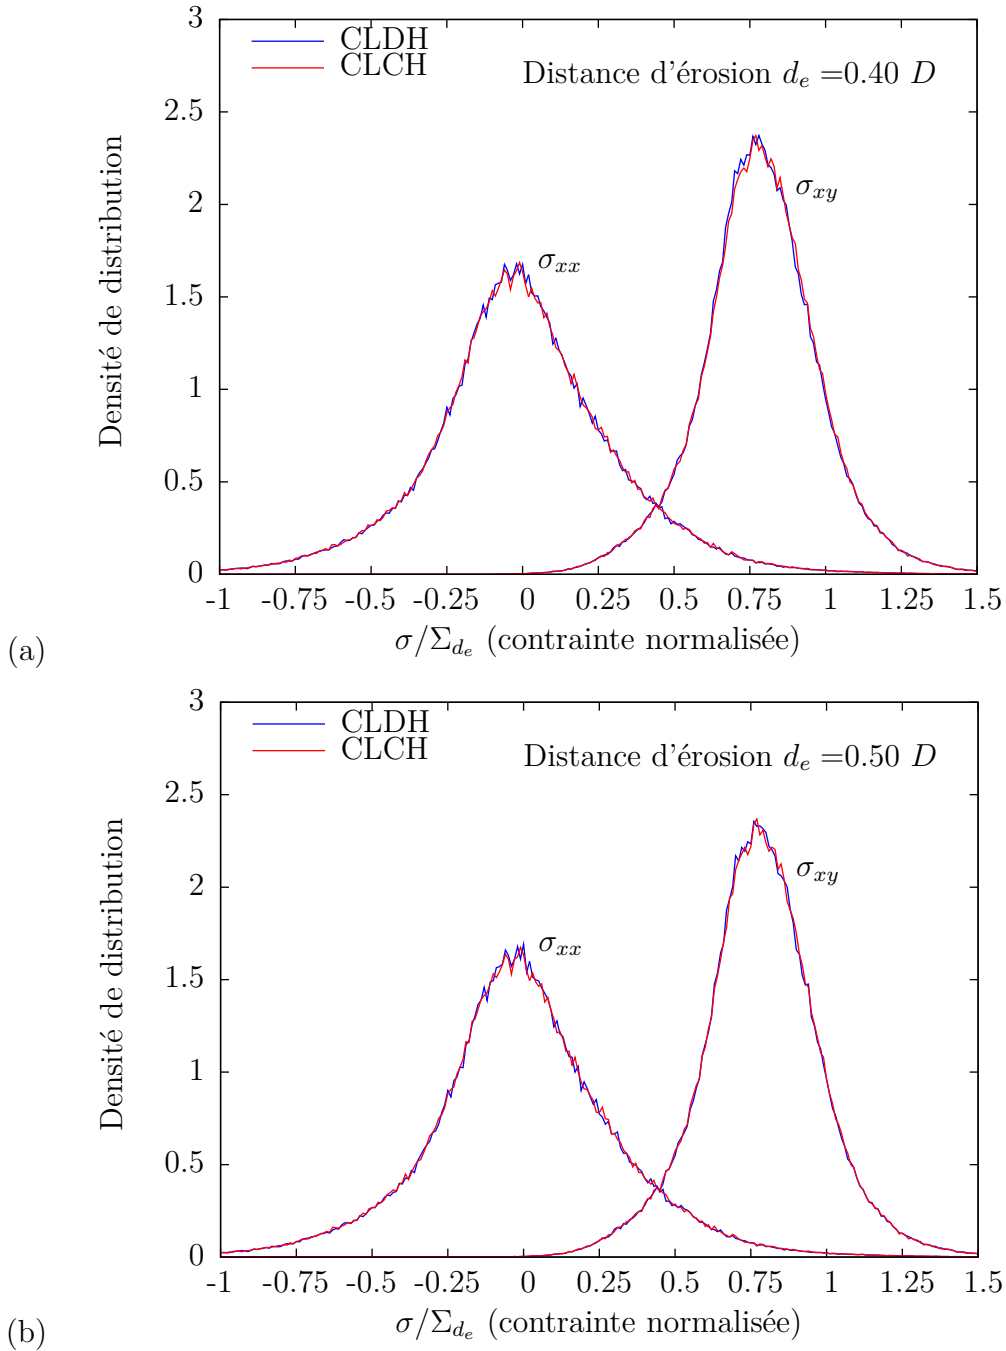 3
CLDH
CLCH
Distance d'érosion d_e =0.40 D
2.5
2
σ_xy
σ_xx
1.5
1
0.5
0
Densité de distribution
-1 -0.75 -0.5 -0.25 0 0.25 0.5 0.75 1 1.25 1.5
σ/Σ_{d_e} (contrainte normalisée)
(a)
3
CLDH
CLCH
Distance d'érosion d_e =0.50 D
2.5
2
σ_xy
σ_xx
1.5
1
0.5
0
Densité de distribution
-1 -0.75 -0.5 -0.25 0 0.25 0.5 0.75 1 1.25 1.5
σ/Σ_{d_e} (contrainte normalisée)
(b)